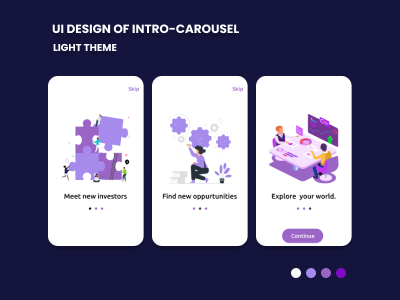 UI DESIGN OF INTRO-CAROUSEL
LIGHT THEME
Skip
Meet new investors
Skip
Find new oppurtunities
Explore your world.
Continue